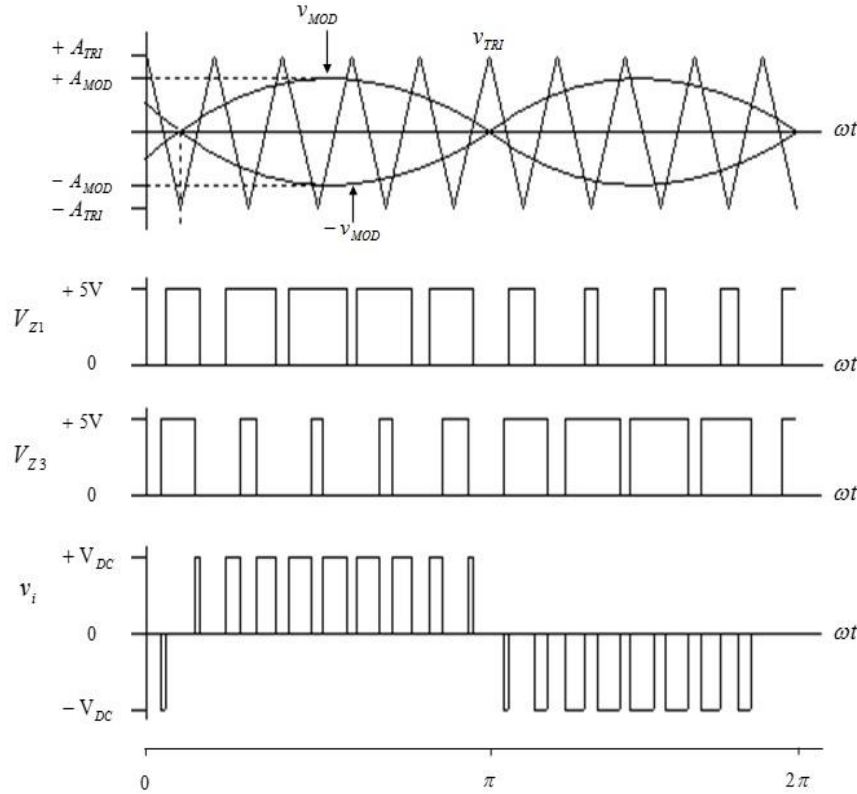 v_MOD
v_TRI
+ A_TRI
+ A_MOD
ωt
− A_MOD
− A_TRI
− v_MOD
+ 5V
V_Z1
0
ωt
+ 5V
V_Z3
0
ωt
+ V_DC
v_i
0
ωt
− V_DC
0
π
2π